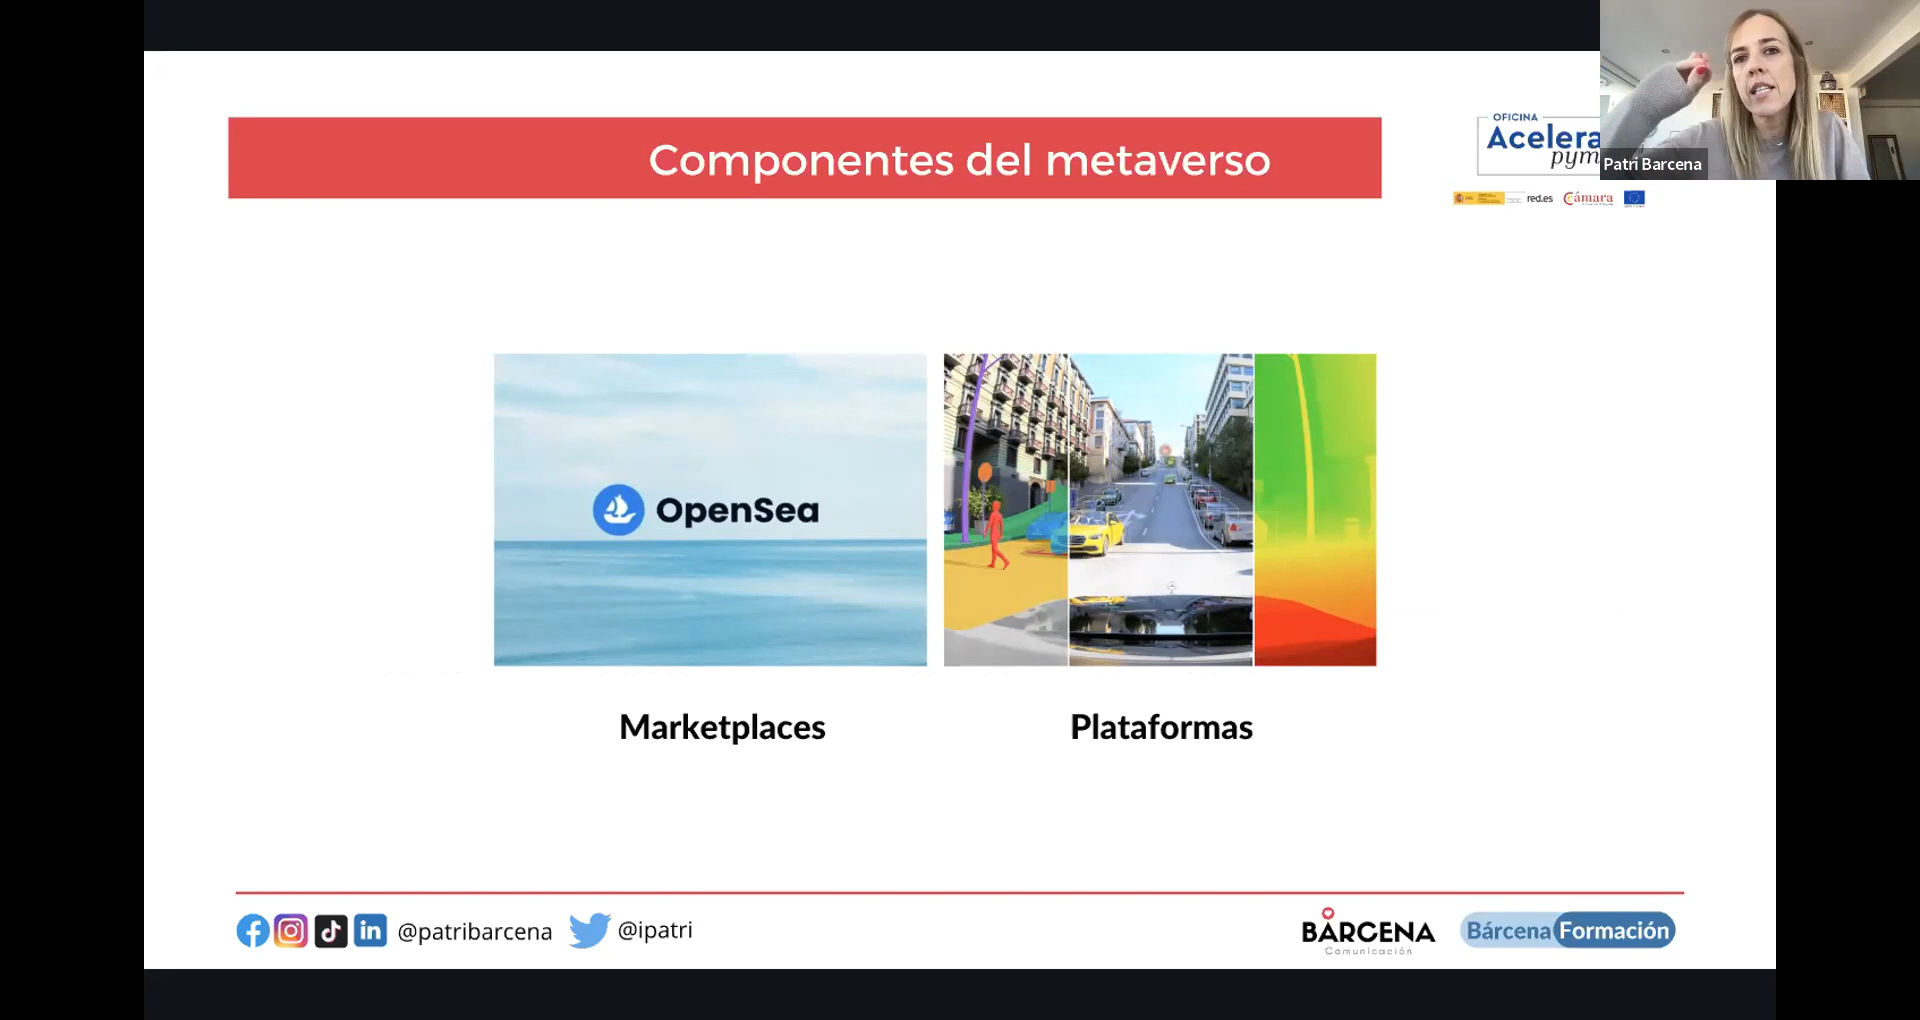 Componentes del metaverso
OFICINA
Acelera
pym
Patri Barcena
red.es
Cámara
OpenSea
Marketplaces
Plataformas
@patribarcena
@ipatri
BÁRCENA
Comunicación
Bárcena Formación